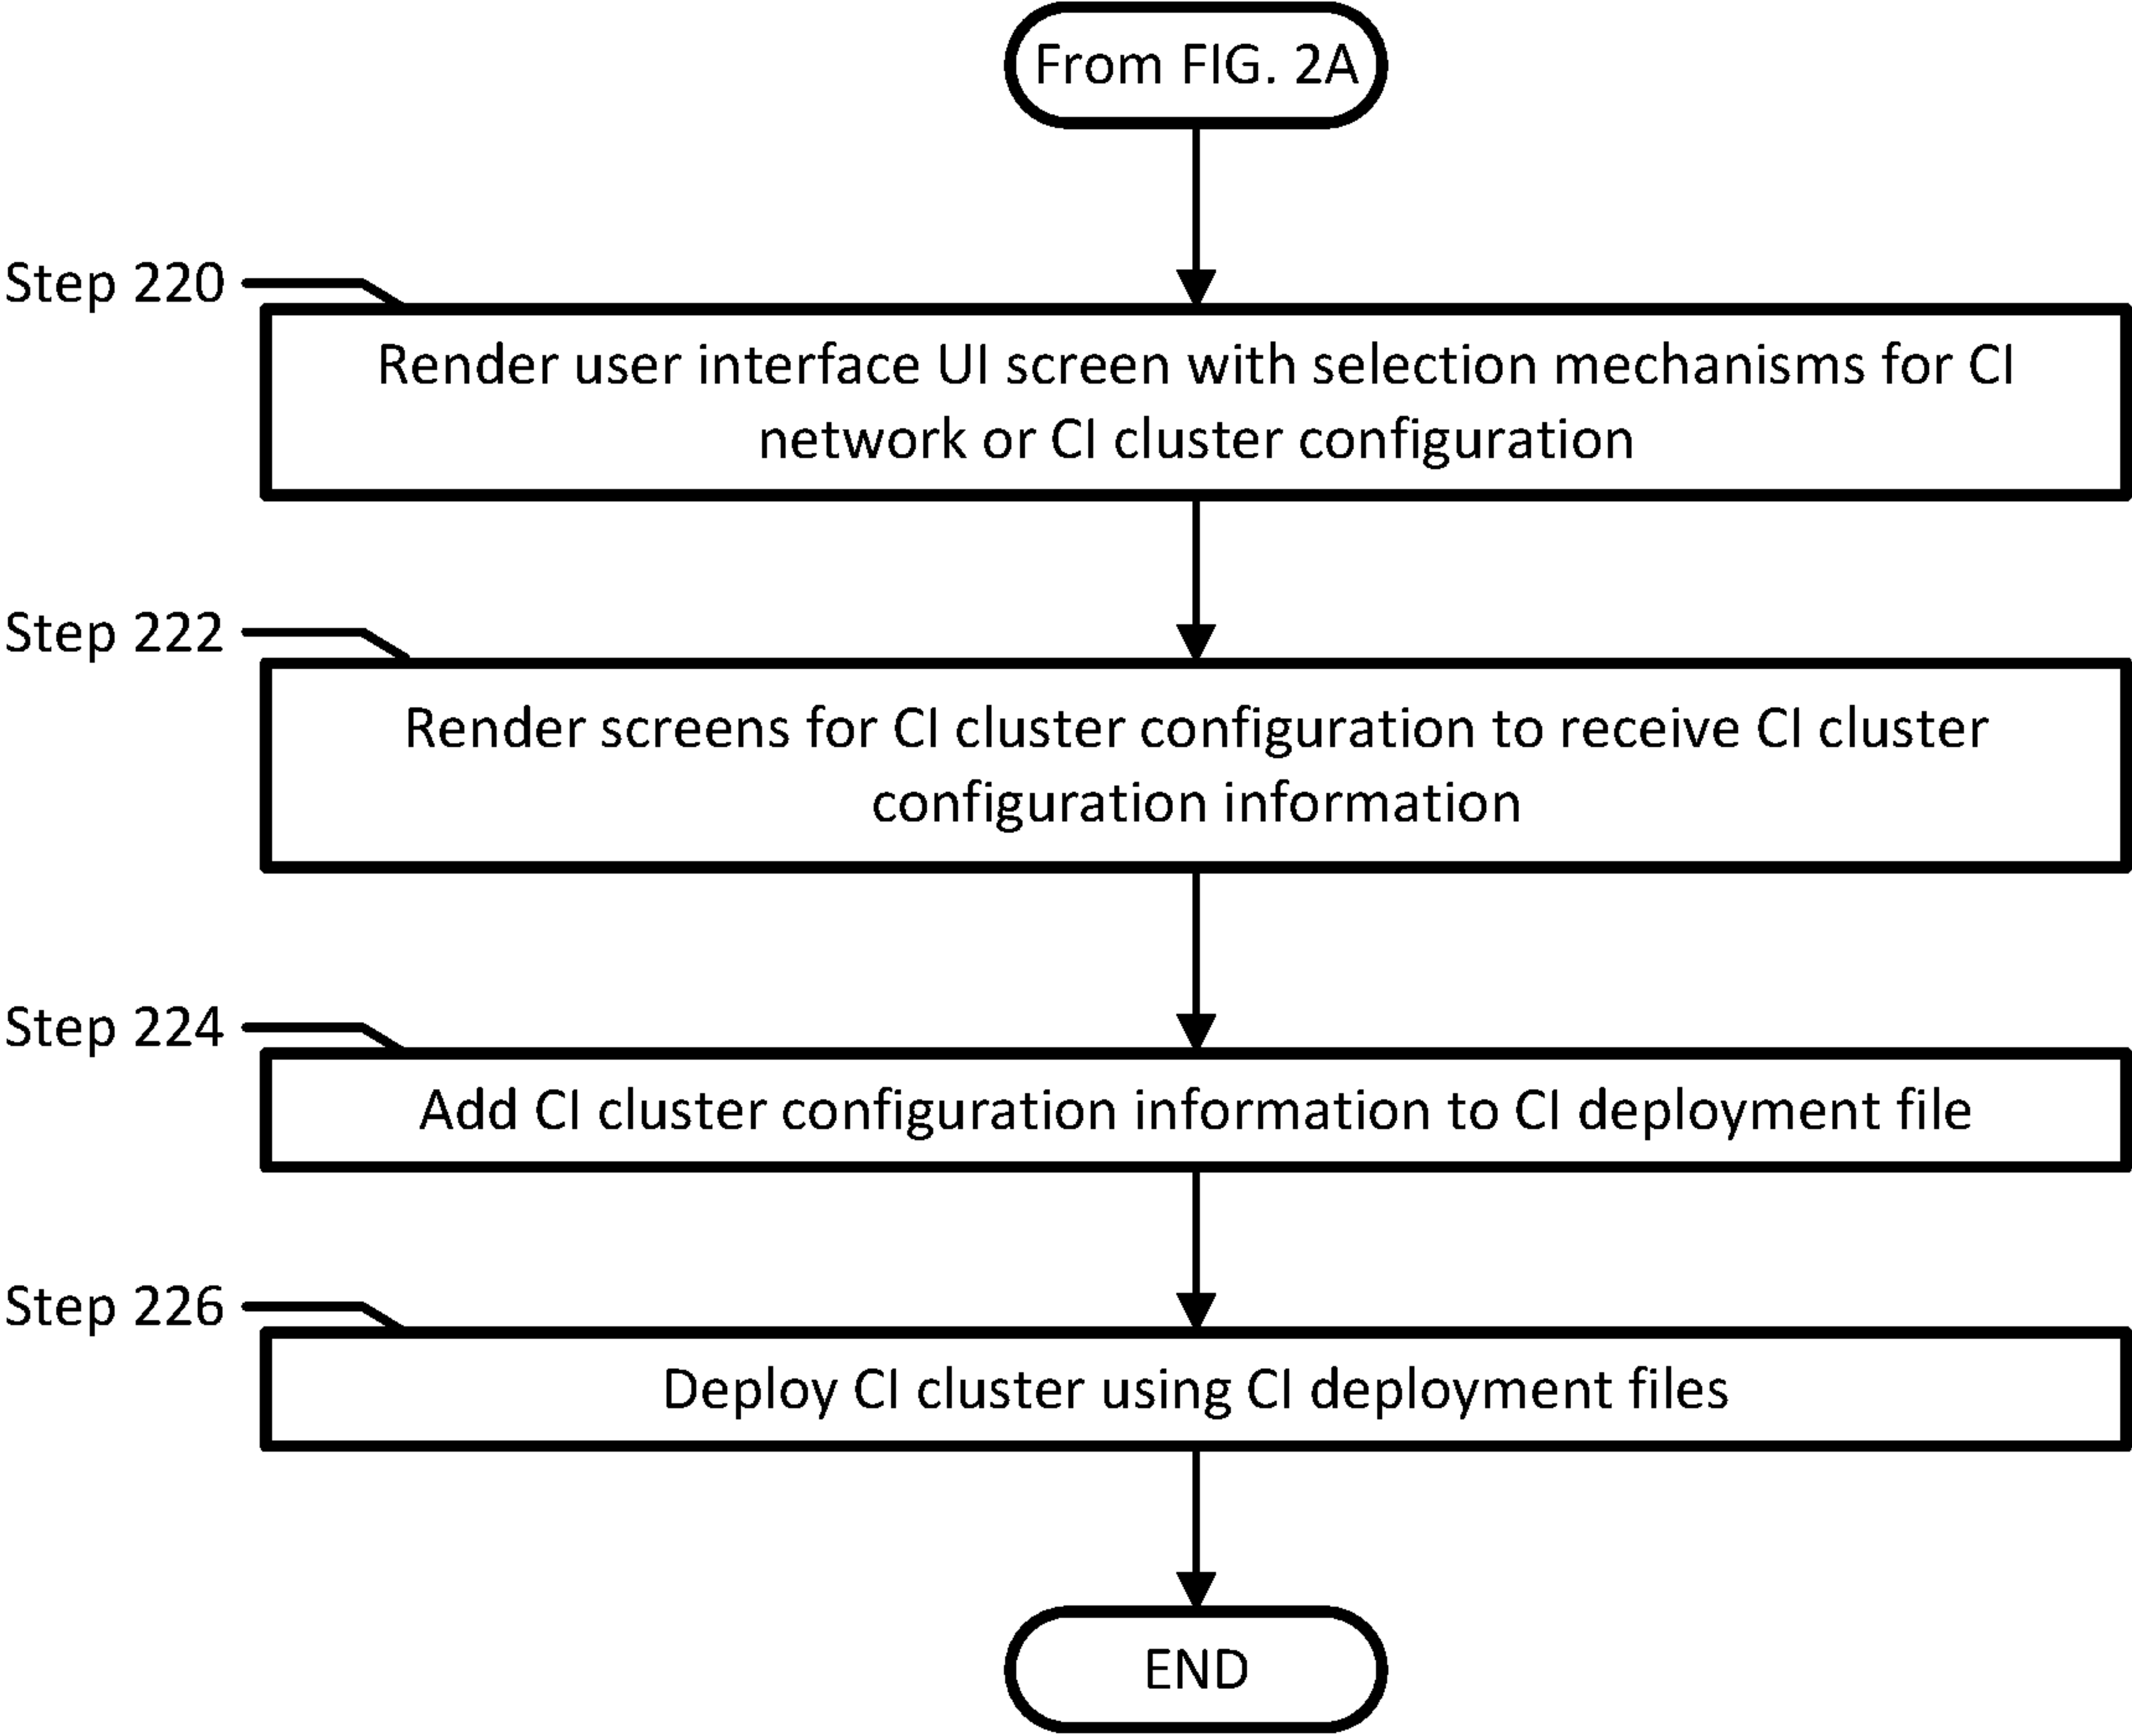 From FIG. 2A
Step 220
Render user interface UI screen with selection mechanisms for CI
network or CI cluster configuration
Step 222
Render screens for CI cluster configuration to receive CI cluster
configuration information
Step 224
Add CI cluster configuration information to CI deployment file
Step 226
Deploy CI cluster using CI deployment files
END